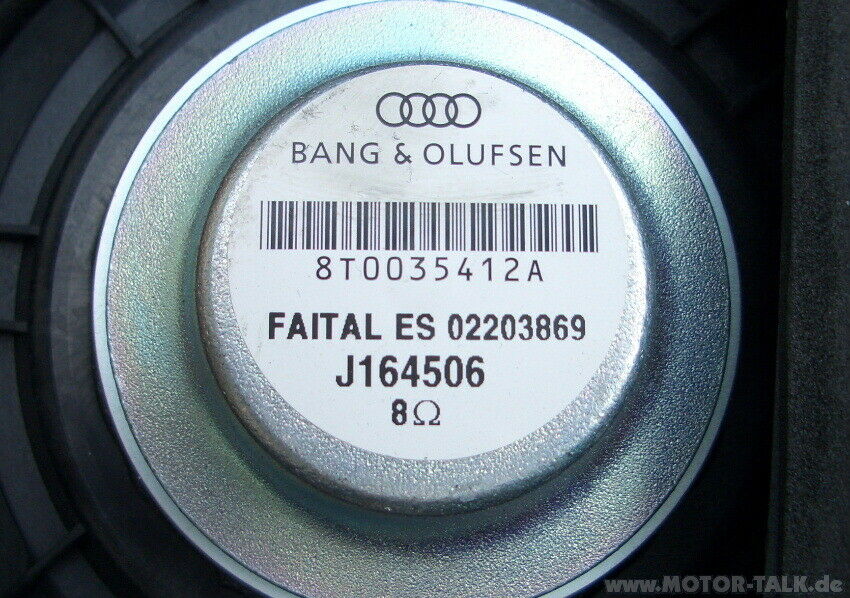 BANG & OLUFSEN
8T0035412A
FAITAL ES 02203869
J164506
8Ω
www.MOTOR-TALK.de